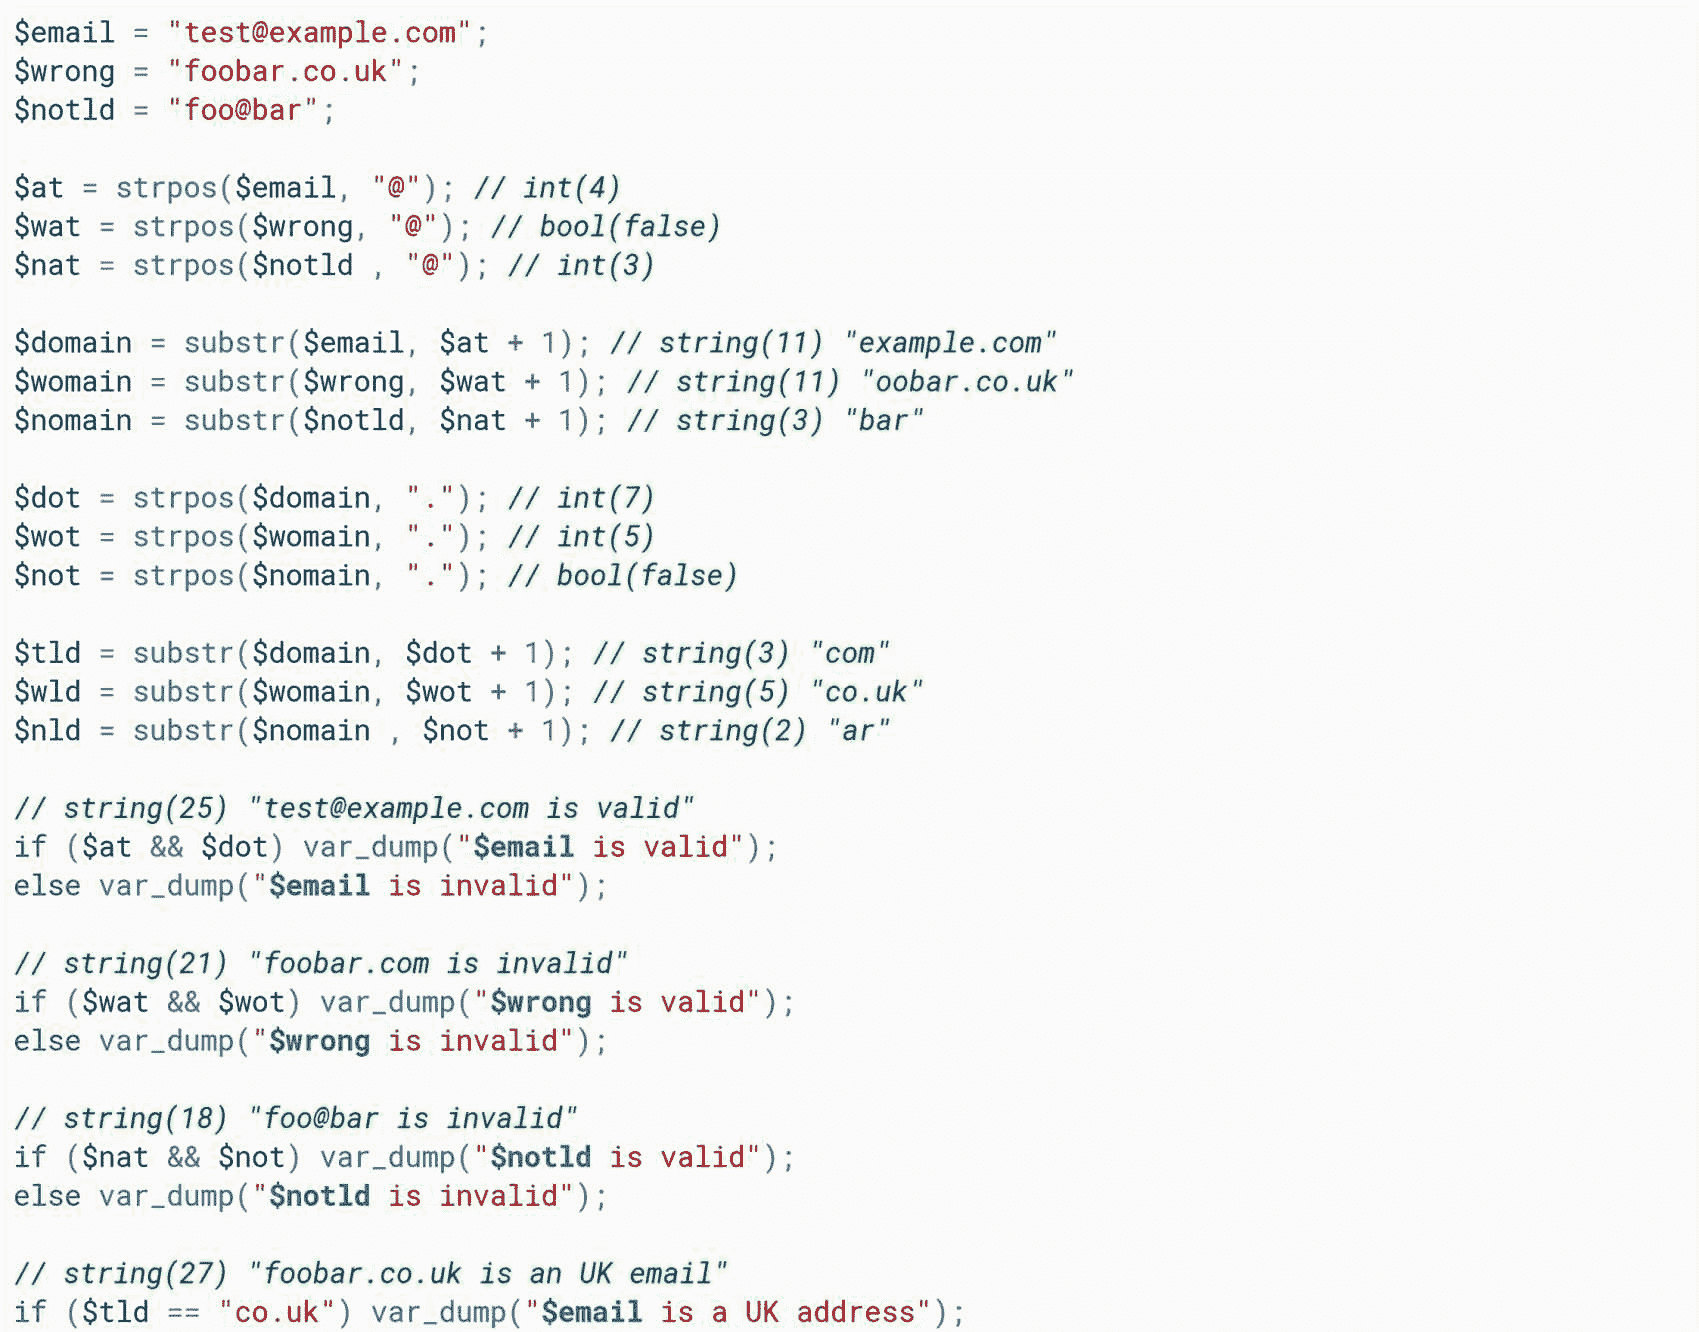 $email = "test@example.com";
$wrong = "foobar.co.uk";
$notld = "foo@bar";

$at = strpos($email, "@"); // int(4)
$wat = strpos($wrong, "@"); // bool(false)
$nat = strpos($notld , "@"); // int(3)

$domain = substr($email, $at + 1); // string(11) "example.com"
$womain = substr($wrong, $wat + 1); // string(11) "oobar.co.uk"
$nomain = substr($notld, $nat + 1); // string(3) "bar"

$dot = strpos($domain, "."); // int(7)
$wot = strpos($womain, "."); // int(5)
$not = strpos($nomain, "."); // bool(false)

$tld = substr($domain, $dot + 1); // string(3) "com"
$wld = substr($womain, $wot + 1); // string(5) "co.uk"
$nld = substr($nomain , $not + 1); // string(2) "ar"

// string(25) "test@example.com is valid"
if ($at && $dot) var_dump("$email is valid");
else var_dump("$email is invalid");

// string(21) "foobar.com is invalid"
if ($wat && $wot) var_dump("$wrong is valid");
else var_dump("$wrong is invalid");

// string(18) "foo@bar is invalid"
if ($nat && $not) var_dump("$notld is valid");
else var_dump("$notld is invalid");

// string(27) "foobar.co.uk is an UK email"
if ($tld == "co.uk") var_dump("$email is a UK address");